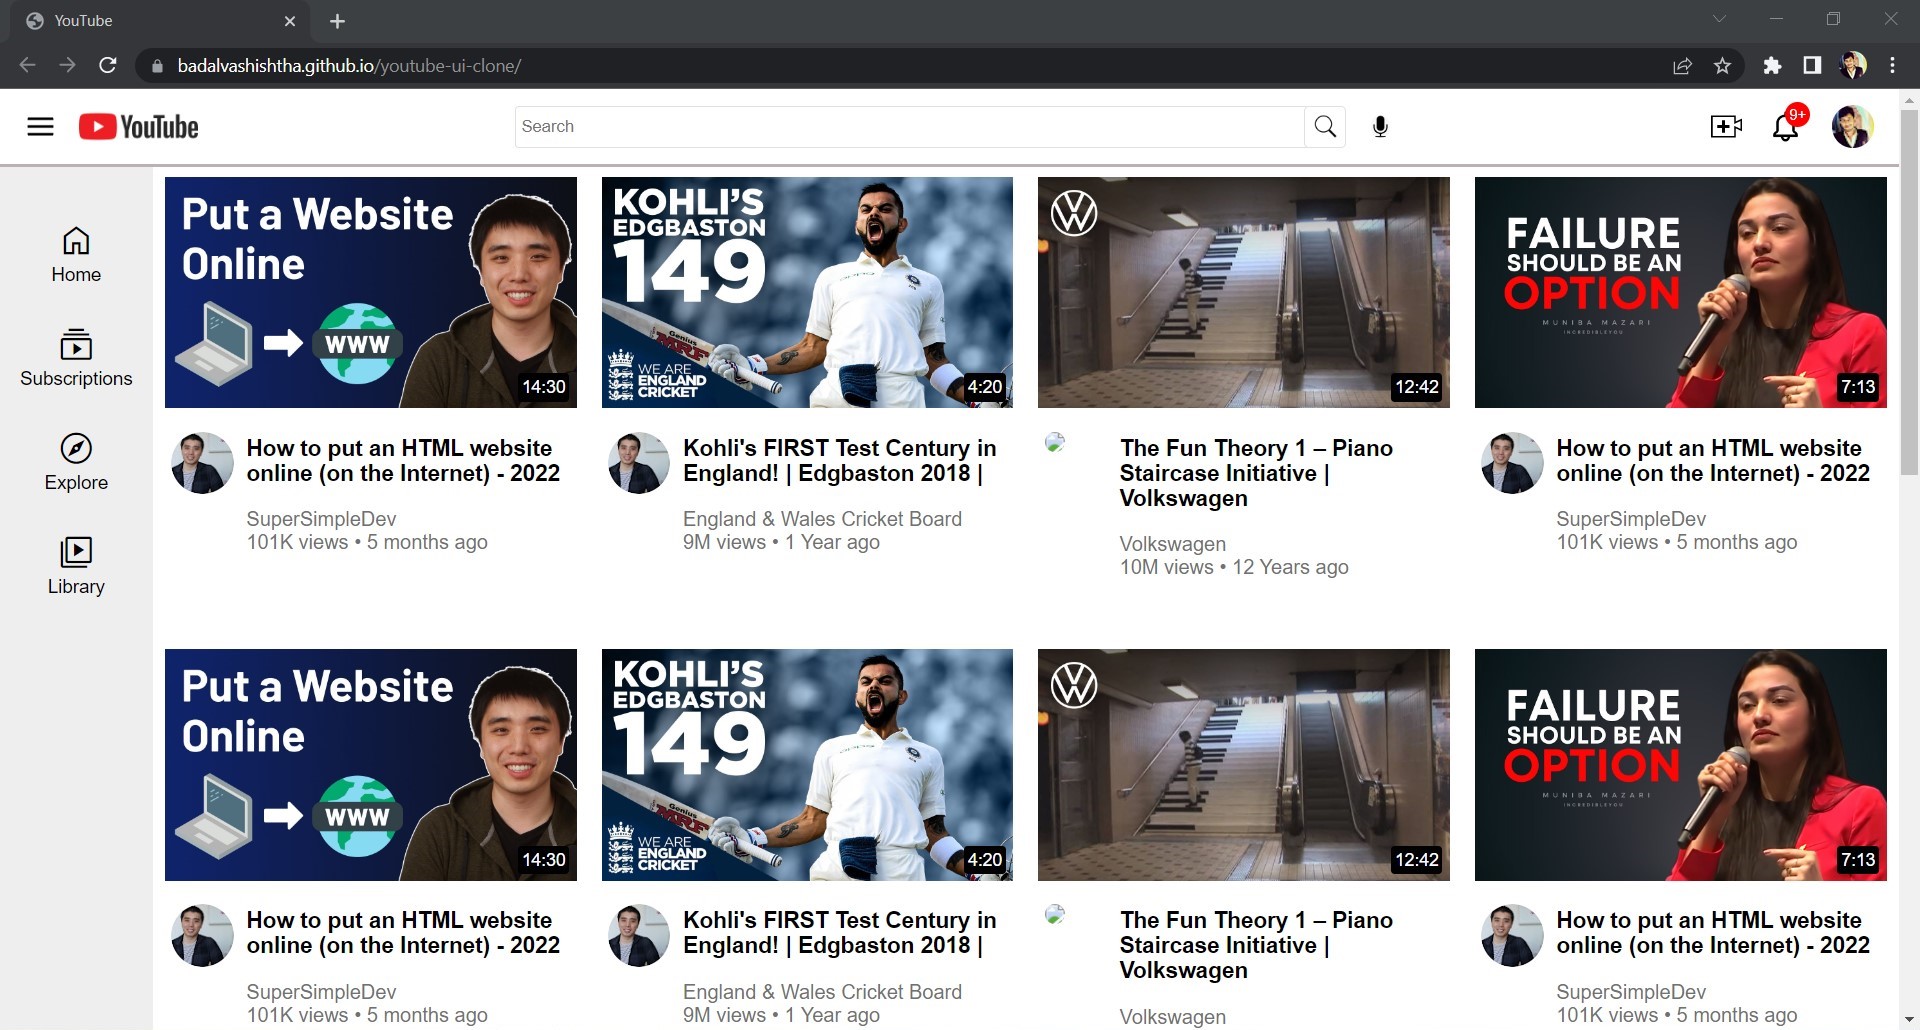 YouTube
badalvashishtha.github.io/youtube-ui-clone/
YouTube
Search
9+
Home
Subscriptions
Explore
Library
Put a Website
Online
WWW
14:30
KOHLI'S
EDGBASTON
149
Genius
MRF
oppo
WE ARE
ENGLAND
CRICKET
4:20
12:42
FAILURE
SHOULD BE AN
OPTION
MUNIBA MAZARI
INCREDIBLEYOU
7:13
How to put an HTML website
online (on the Internet) - 2022
SuperSimpleDev
101K views • 5 months ago
Kohli's FIRST Test Century in
England! | Edgbaston 2018 |
England & Wales Cricket Board
9M views • 1 Year ago
The Fun Theory 1 – Piano
Staircase Initiative |
Volkswagen
Volkswagen
10M views • 12 Years ago
How to put an HTML website
online (on the Internet) - 2022
SuperSimpleDev
101K views • 5 months ago
Put a Website
Online
WWW
14:30
KOHLI'S
EDGBASTON
149
Genius
MRF
oppo
WE ARE
ENGLAND
CRICKET
4:20
12:42
FAILURE
SHOULD BE AN
OPTION
MUNIBA MAZARI
INCREDIBLEYOU
7:13
How to put an HTML website
online (on the Internet) - 2022
SuperSimpleDev
101K views • 5 months ago
Kohli's FIRST Test Century in
England! | Edgbaston 2018 |
England & Wales Cricket Board
9M views • 1 Year ago
The Fun Theory 1 – Piano
Staircase Initiative |
Volkswagen
Volkswagen
How to put an HTML website
online (on the Internet) - 2022
SuperSimpleDev
101K views • 5 months ago